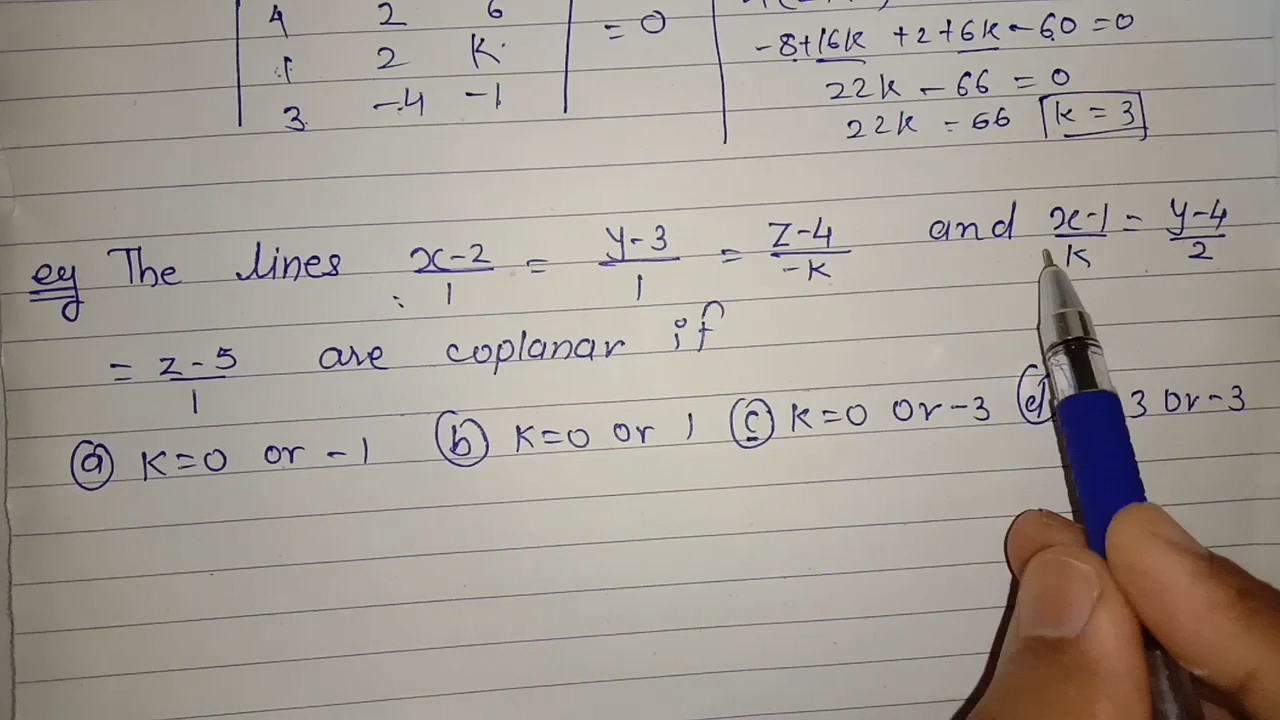 4 2 6
1 2 K = 0
3 -4 -1
-8+16k +2+6k-60=0
22k - 66 = 0
22k = 66 k = 3
eg The lines x-2/1 = y-3/1 = z-4/-k and x-1/k = y-4/2
= z-5/1 are coplanar if
(a) K=0 or -1 (b) K=0 or 1 (c) K=0 or -3 (d) 3 or -3